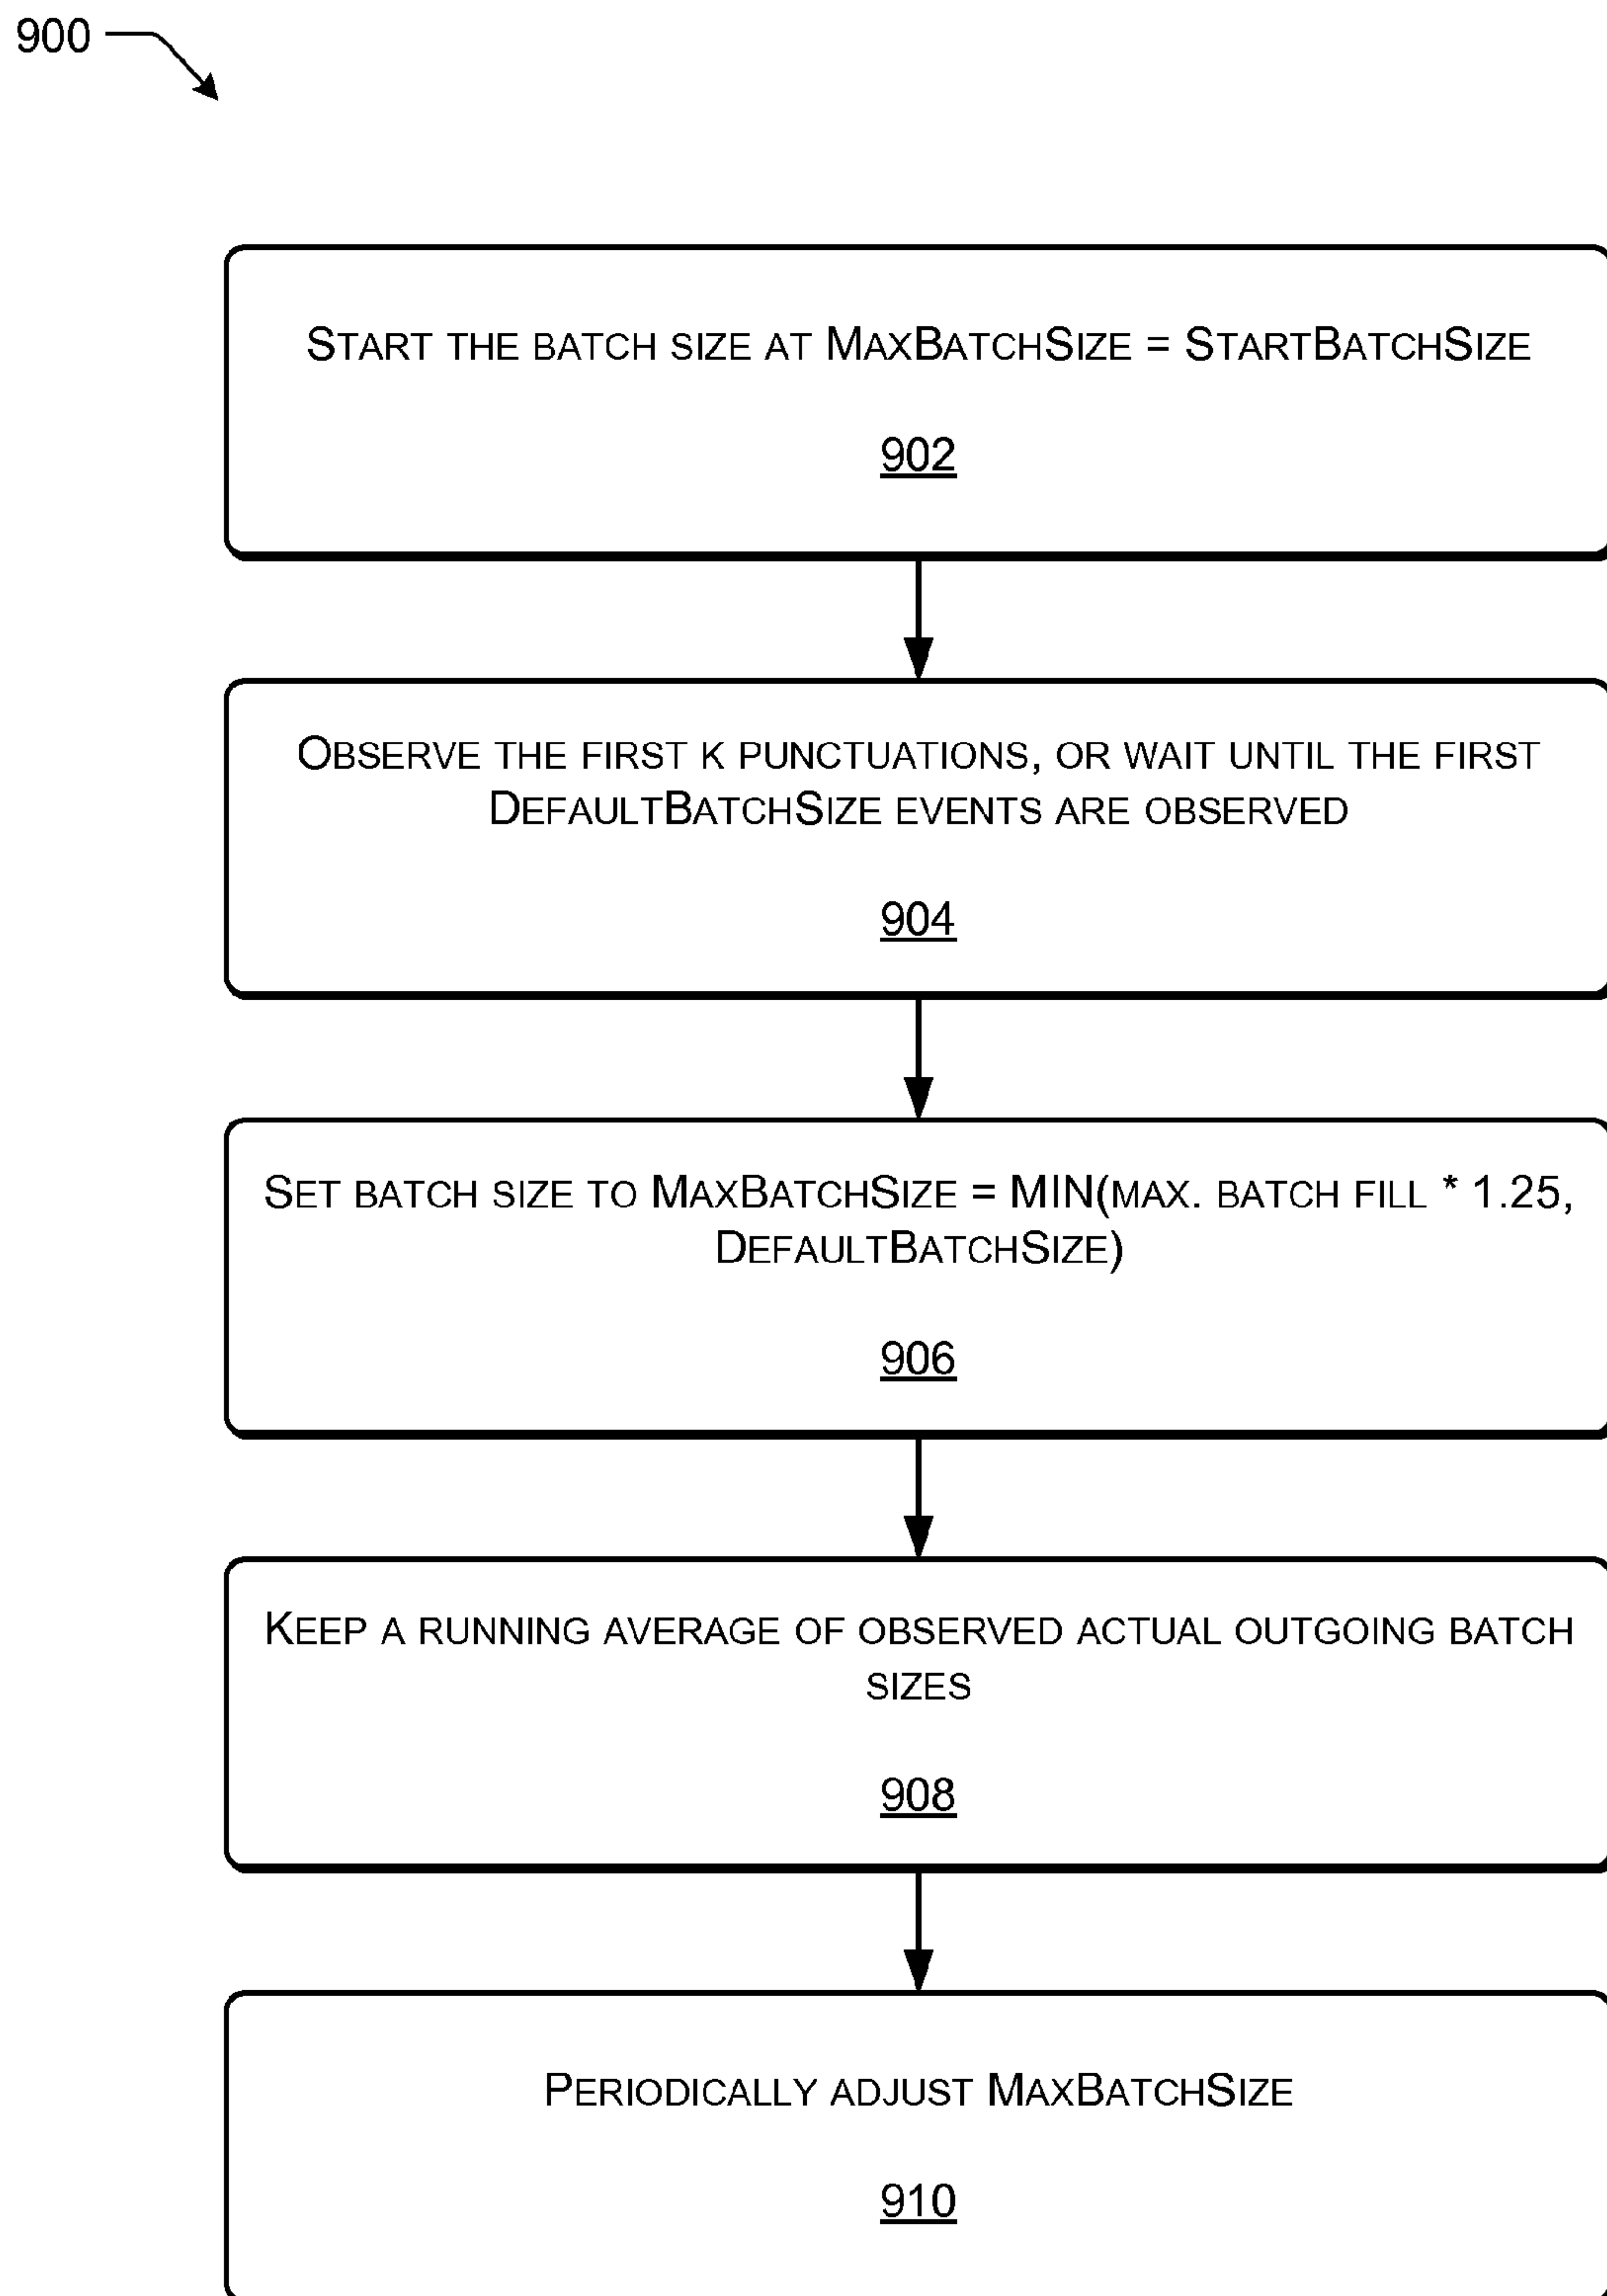 900
START THE BATCH SIZE AT MAXBATCHSIZE = STARTBATCHSIZE
902
OBSERVE THE FIRST K PUNCTUATIONS, OR WAIT UNTIL THE FIRST
DEFAULTBATCHSIZE EVENTS ARE OBSERVED
904
SET BATCH SIZE TO MAXBATCHSIZE = MIN(MAX. BATCH FILL * 1.25,
DEFAULTBATCHSIZE)
906
KEEP A RUNNING AVERAGE OF OBSERVED ACTUAL OUTGOING BATCH
SIZES
908
PERIODICALLY ADJUST MAXBATCHSIZE
910